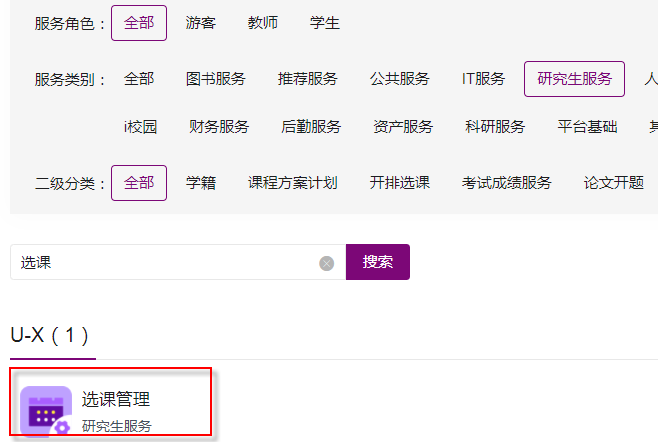 服务角色： 全部 游客 教师 学生
服务类别： 全部 图书服务 推荐服务 公共服务 IT服务 研究生服务 人
i校园 财务服务 后勤服务 资产服务 科研服务 平台基础
二级分类： 全部 学籍 课程方案计划 开排选课 考试成绩服务 论文开题
选课 搜索
U-X（1）
选课管理
研究生服务